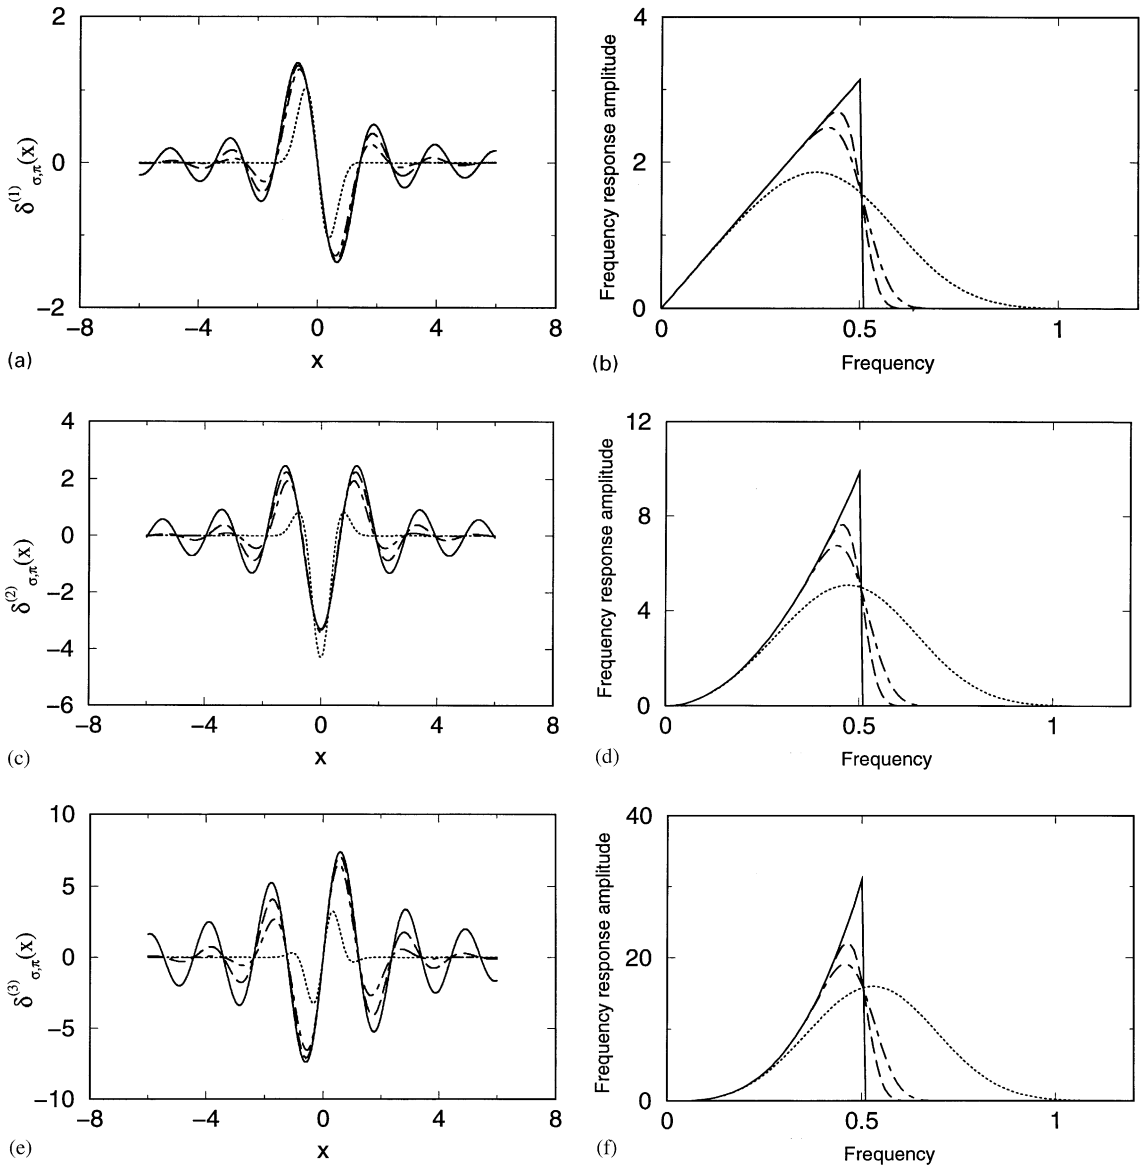 2
0
−2
−8
−4
0
4
8
δ⁽¹⁾σ,π(x)
x
(a)
4
3
2
1
0
0
0.5
1
Frequency response amplitude
Frequency
(b)
4
2
0
−2
−4
−6
−8
−4
0
4
8
δ⁽²⁾σ,π(x)
x
(c)
12
8
4
0
0
0.5
1
Frequency response amplitude
Frequency
(d)
10
5
0
−5
−10
−8
−4
0
4
8
δ⁽³⁾σ,π(x)
x
(e)
40
20
0
0
0.5
1
Frequency response amplitude
Frequency
(f)